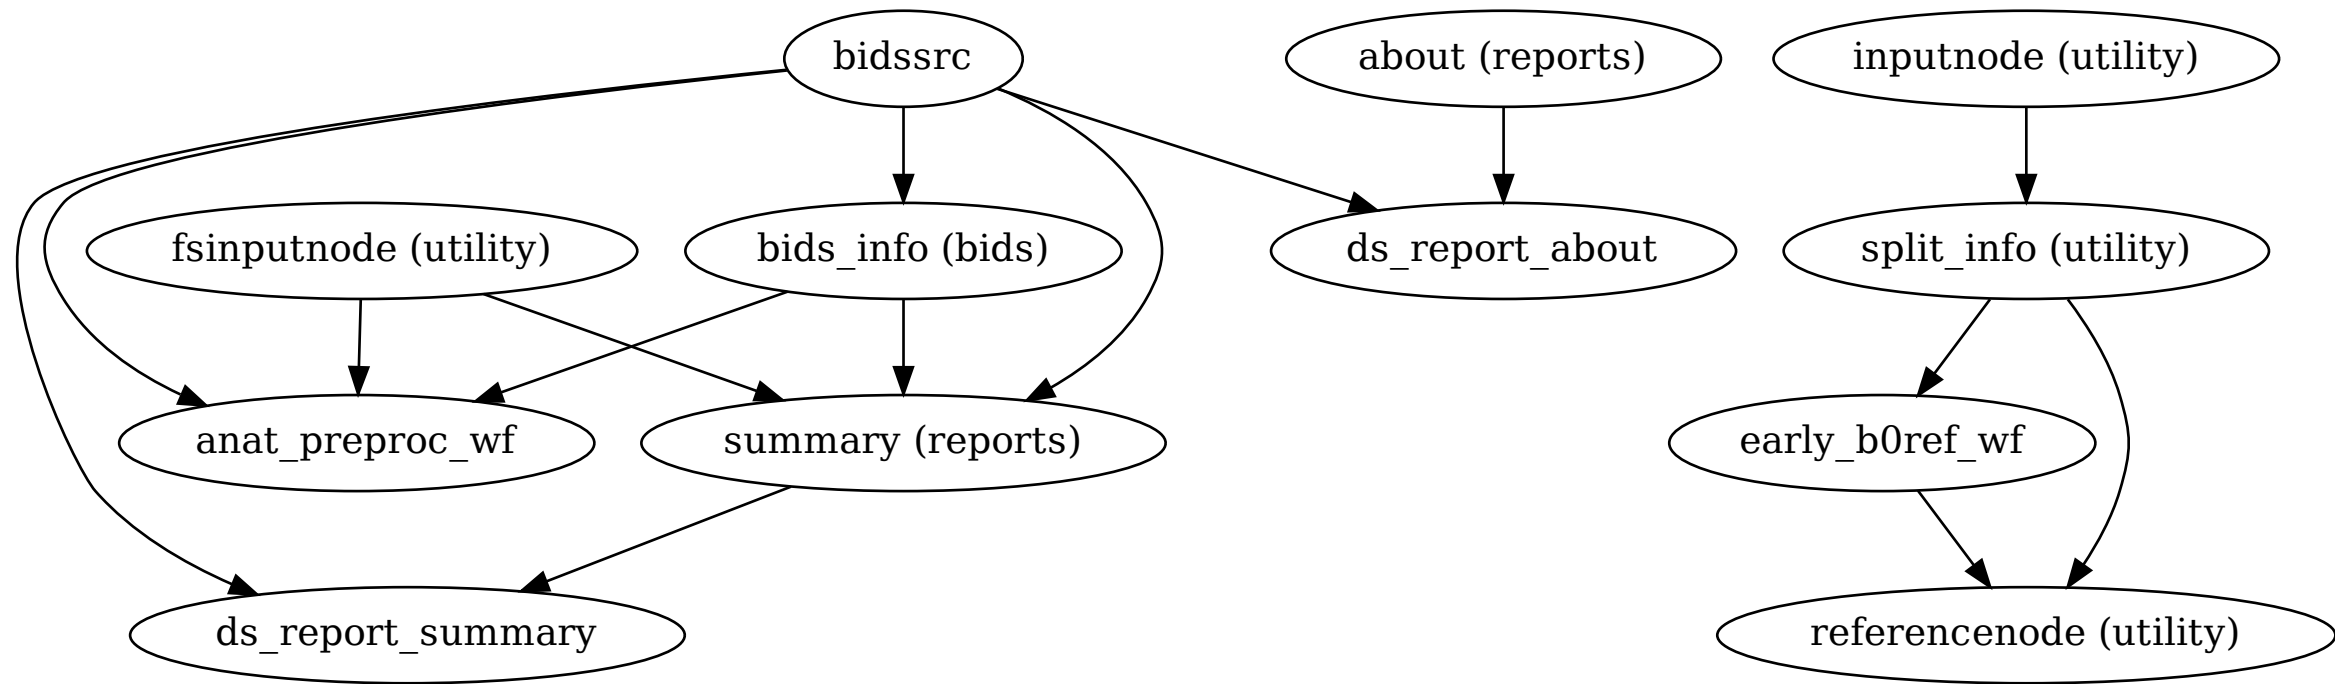 bidssrc
about (reports)
inputnode (utility)
fsinputnode (utility)
bids_info (bids)
ds_report_about
split_info (utility)
anat_preproc_wf
summary (reports)
early_b0ref_wf
ds_report_summary
referencenode (utility)